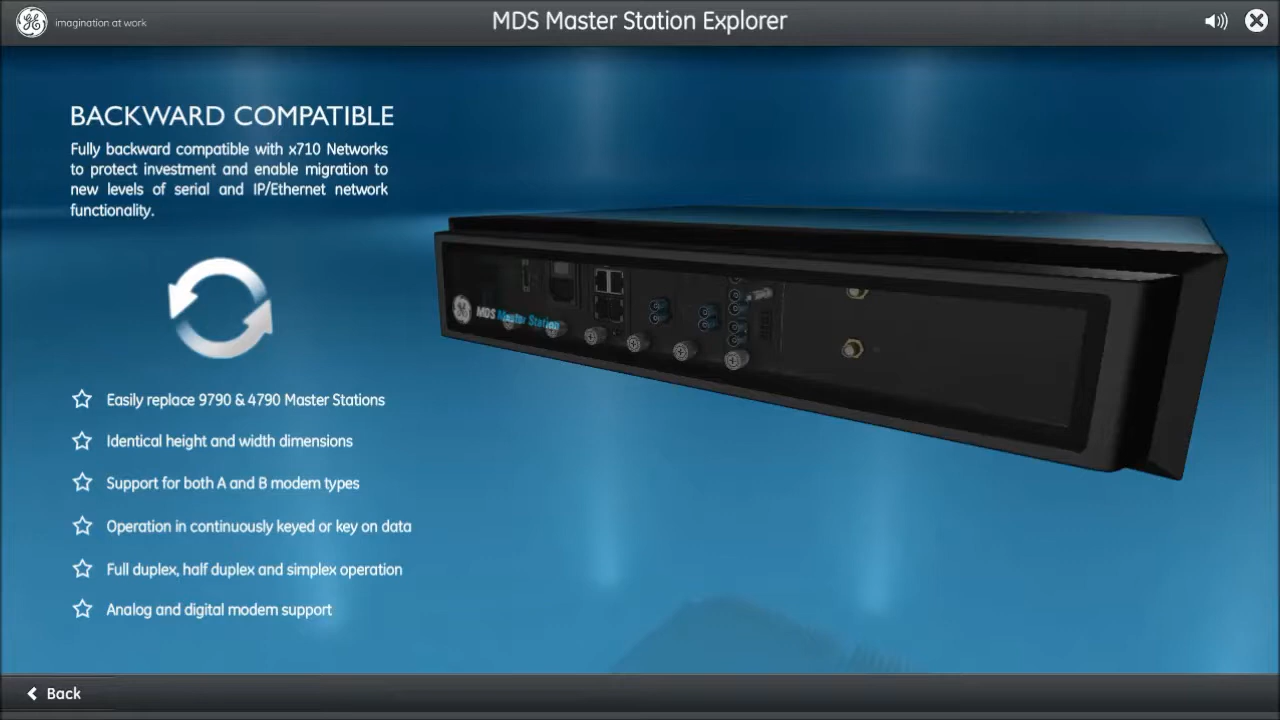 imagination at work
MDS Master Station Explorer
BACKWARD COMPATIBLE
Fully backward compatible with x710 Networks
to protect investment and enable migration to
new levels of serial and IP/Ethernet network
functionality.
MDS Master Station
Easily replace 9790 & 4790 Master Stations
Identical height and width dimensions
Support for both A and B modem types
Operation in continuously keyed or key on data
Full duplex, half duplex and simplex operation
Analog and digital modem support
Back